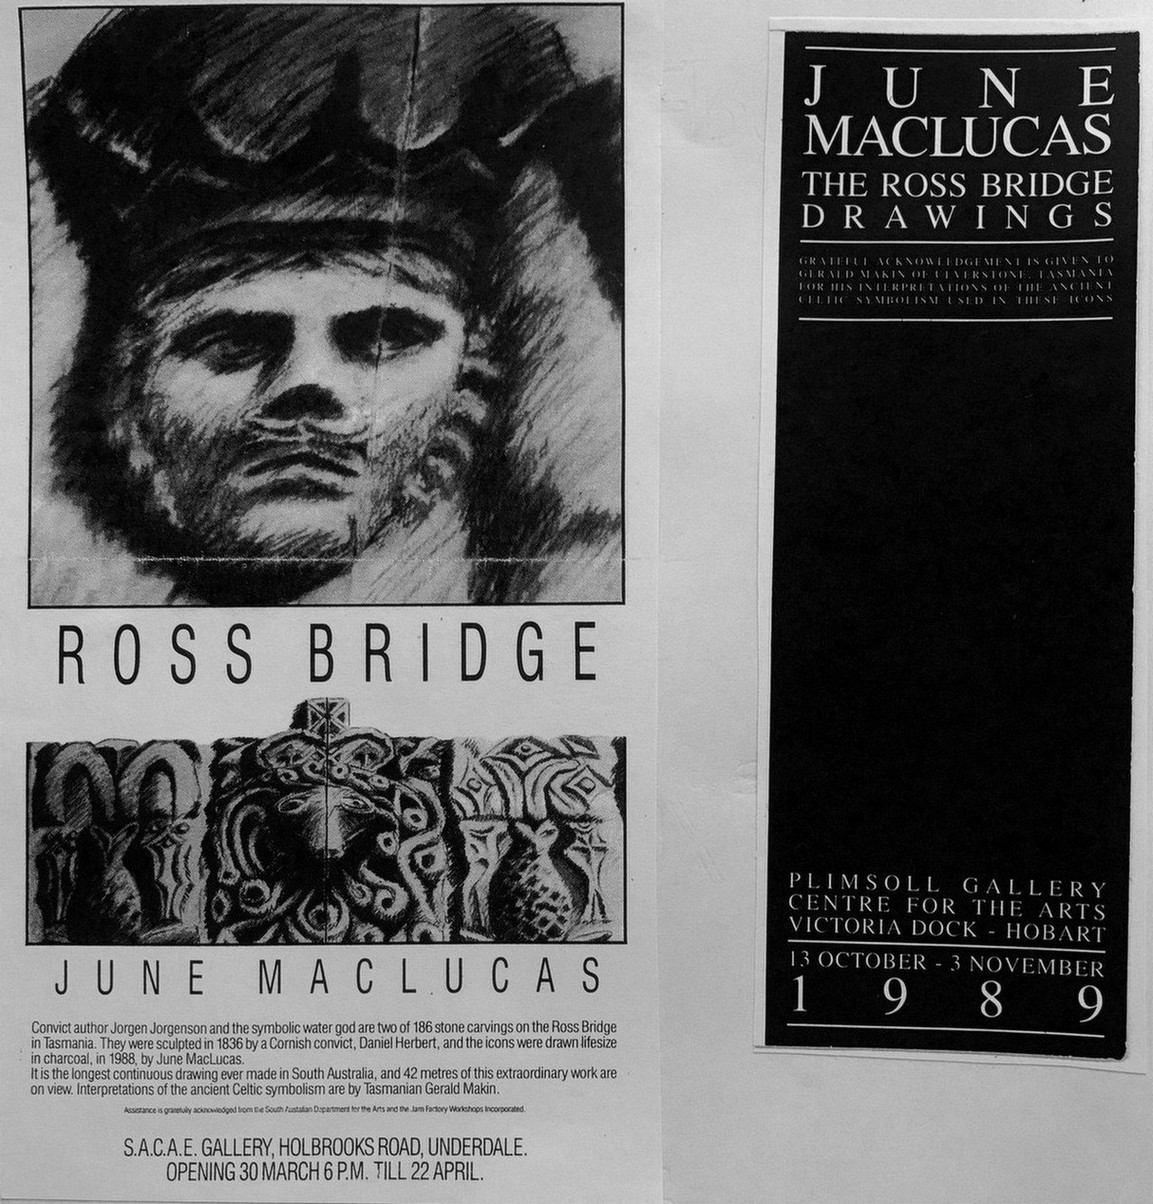 ROSS BRIDGE
JUNE MACLUCAS
Convict author Jorgen Jorgenson and the symbolic water god are two of 186 stone carvings on the Ross Bridge
in Tasmania. They were sculpted in 1836 by a Cornish convict, Daniel Herbert, and the icons were drawn lifesize
in charcoal, in 1988, by June MacLucas.
It is the longest continuous drawing ever made in South Australia, and 42 metres of this extraordinary work are
on view. Interpretations of the ancient Celtic symbolism are by Tasmanian Gerald Makin.
Assistance is gratefully acknowledged from the South Australian Department for the Arts and the Jam Factory Workshops Incorporated.
S.A.C.A.E. GALLERY, HOLBROOKS ROAD, UNDERDALE.
OPENING 30 MARCH 6 P.M. TILL 22 APRIL.
JUNE
MACLUCAS
THE ROSS BRIDGE
DRAWINGS
GRATEFUL ACKNOWLEDGEMENT IS GIVEN TO
GERALD MAKIN OF ULVERSTONE, TASMANIA
FOR HIS INTERPRETATIONS OF THE ANCIENT
CELTIC SYMBOLISM USED IN THESE ICONS
PLIMSOLL GALLERY
CENTRE FOR THE ARTS
VICTORIA DOCK - HOBART
13 OCTOBER - 3 NOVEMBER
1989